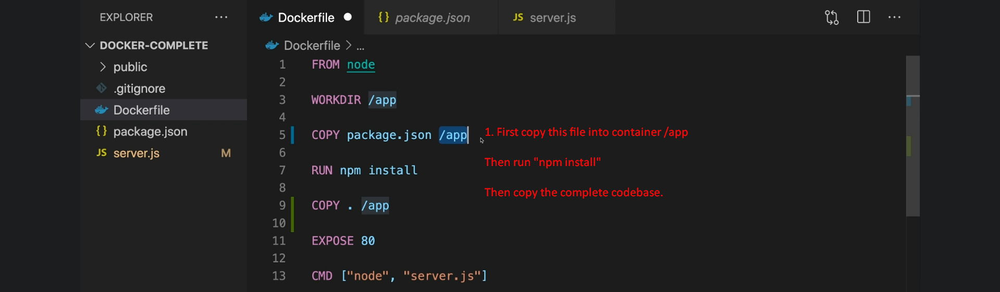 EXPLORER ···
Dockerfile ●
{} package.json
JS server.js
···
DOCKER-COMPLETE
public
.gitignore
Dockerfile
{} package.json
JS server.js M
Dockerfile > ...
1 FROM node
2
3 WORKDIR /app
4
5 COPY package.json /app
6
7 RUN npm install
8
9 COPY . /app
10
11 EXPOSE 80
12
13 CMD ["node", "server.js"]
1. First copy this file into container /app
Then run "npm install"
Then copy the complete codebase.